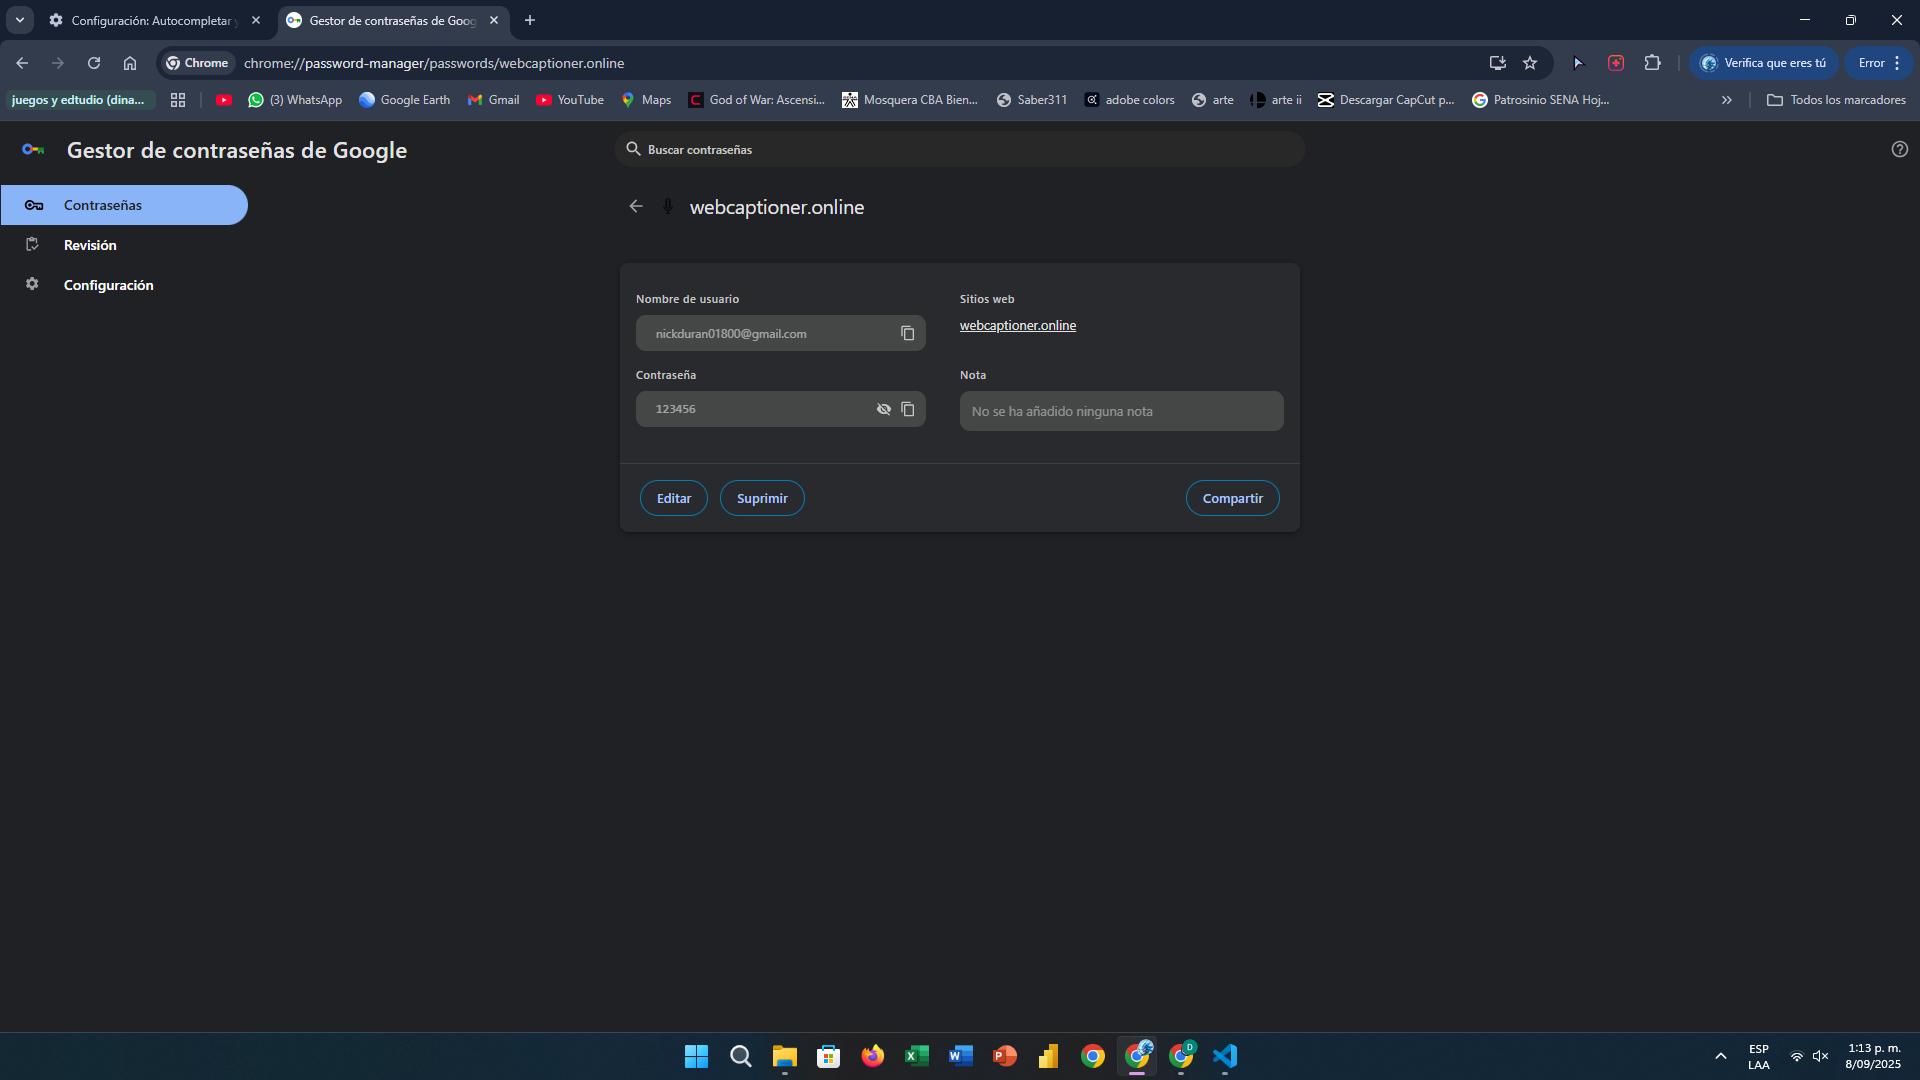 Configuración: Autocompletar y
Gestor de contraseñas de Goog
Chrome
chrome://password-manager/passwords/webcaptioner.online
Verifica que eres tú
Error
juegos y edtudio (dina...
(3) WhatsApp
Google Earth
Gmail
YouTube
Maps
God of War: Ascensi...
Mosquera CBA Bien...
Saber311
adobe colors
arte
arte ii
Descargar CapCut p...
Patrosinio SENA Hoj...
Todos los marcadores
Gestor de contraseñas de Google
Buscar contraseñas
Contraseñas
Revisión
Configuración
webcaptioner.online
Nombre de usuario
nickduran01800@gmail.com
Sitios web
webcaptioner.online
Contraseña
123456
Nota
No se ha añadido ninguna nota
Editar
Suprimir
Compartir
ESP
LAA
1:13 p. m.
8/09/2025